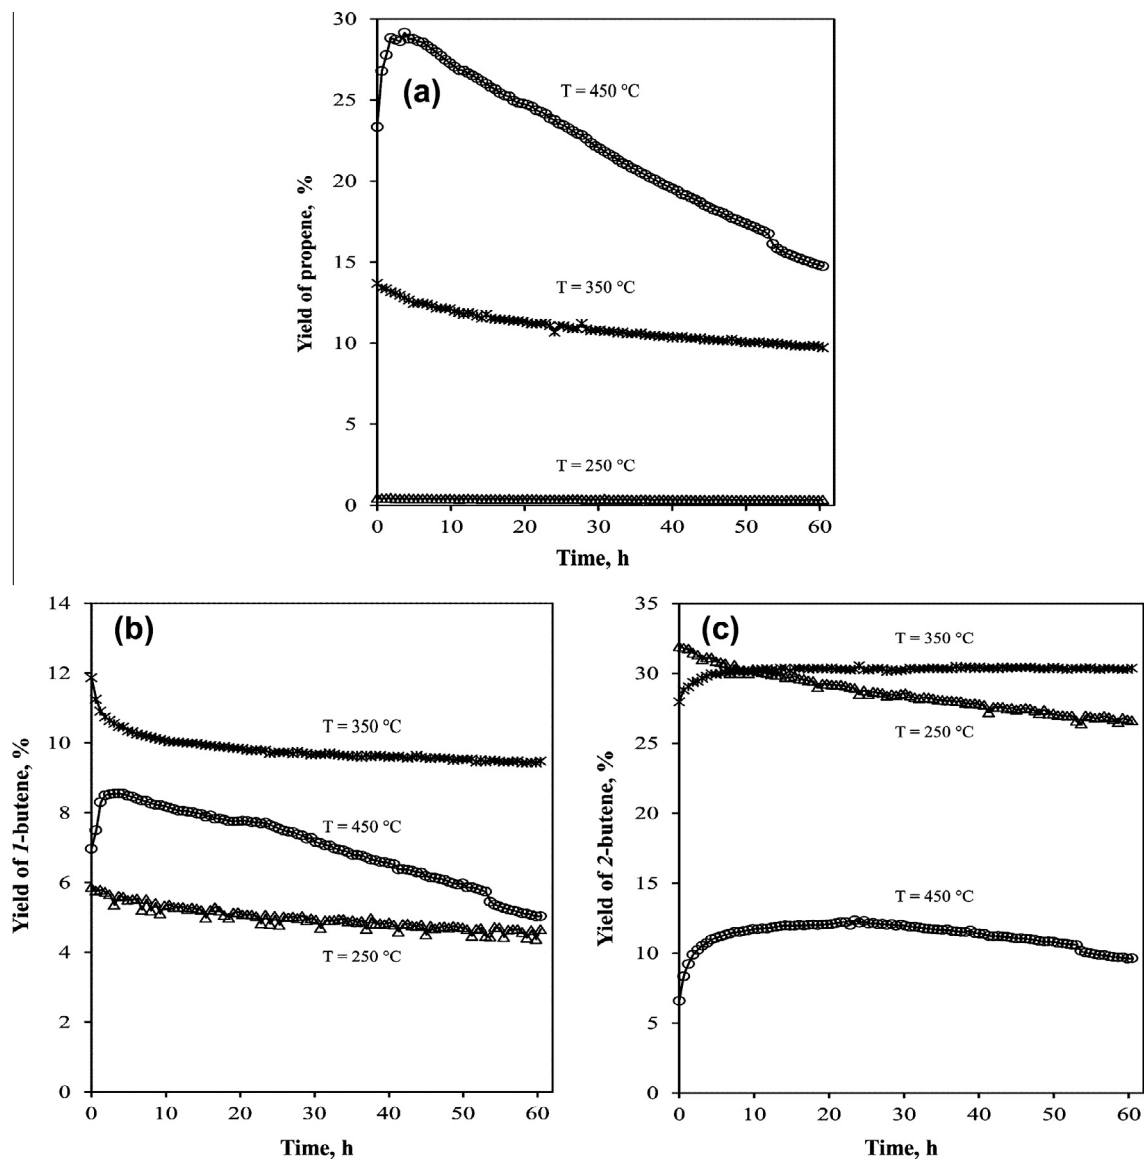 30
25
20
15
10
5
0
Yield of propene, %
(a)
T = 450 °C
T = 350 °C
T = 250 °C
0 10 20 30 40 50 60
Time, h
14
12
10
8
6
4
2
0
Yield of 1-butene, %
(b)
T = 350 °C
T = 450 °C
T = 250 °C
0 10 20 30 40 50 60
Time, h
35
30
25
20
15
10
5
0
Yield of 2-butene, %
(c)
T = 350 °C
T = 250 °C
T = 450 °C
0 10 20 30 40 50 60
Time, h